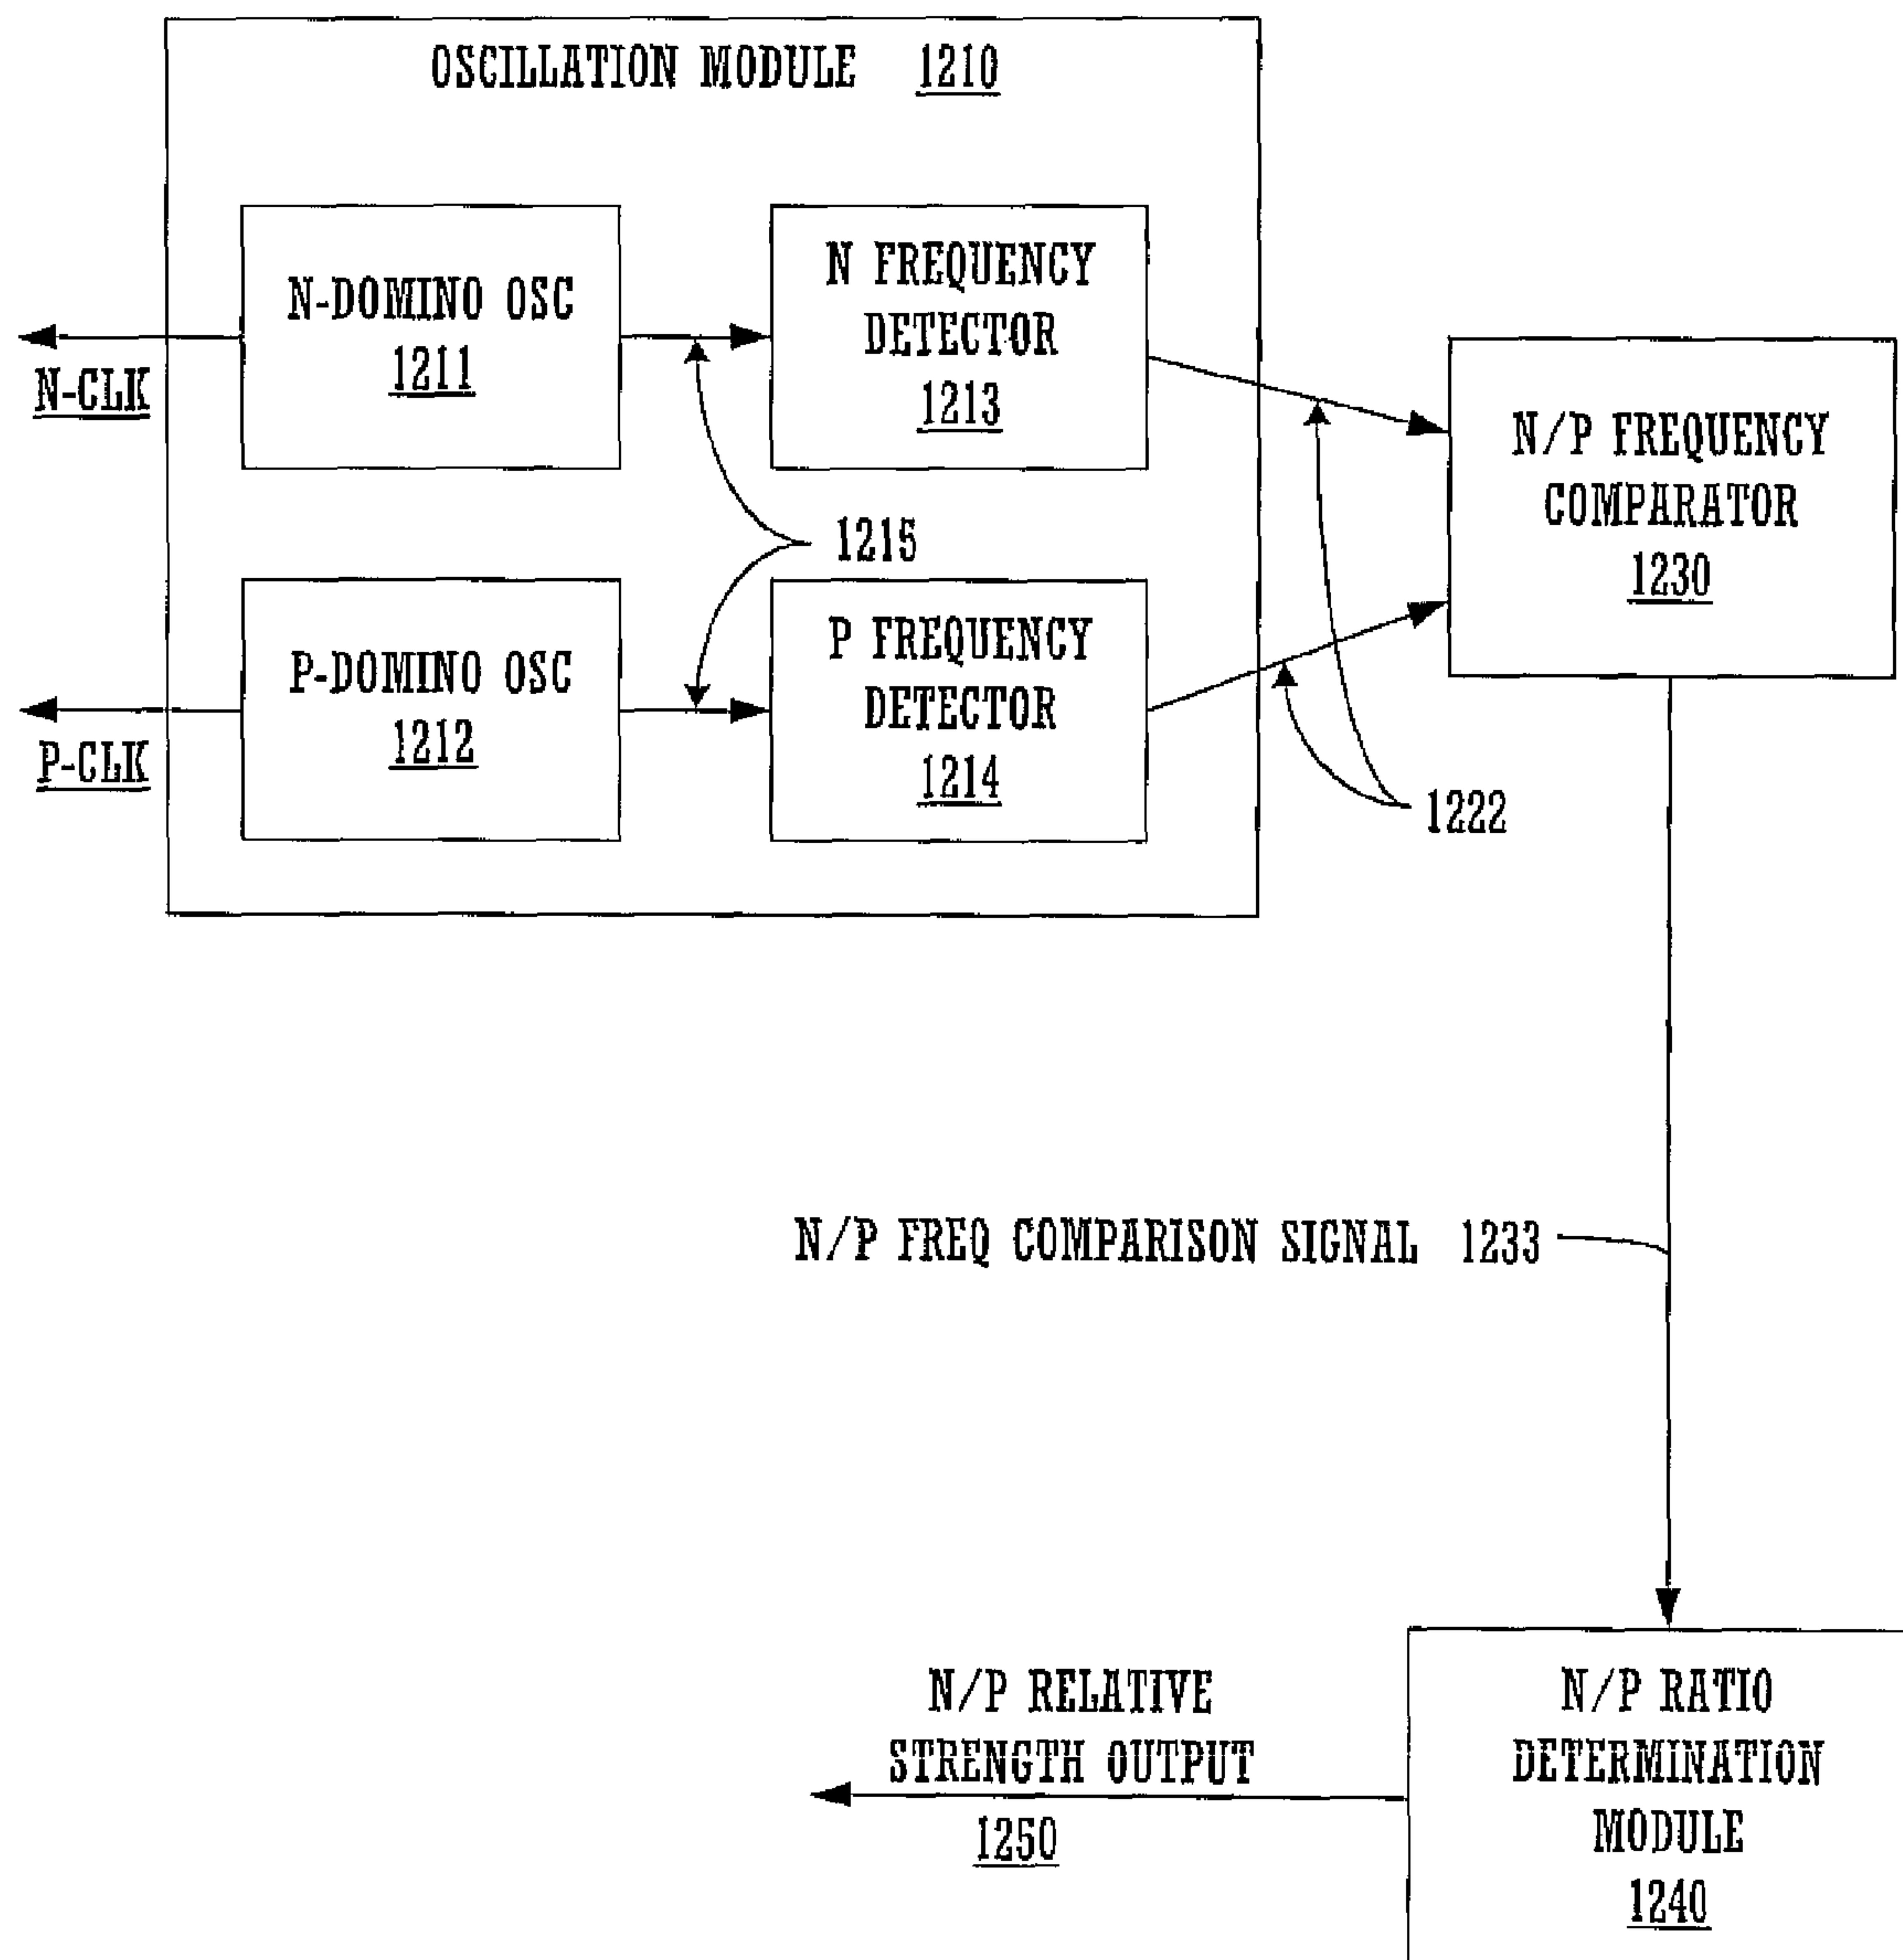 OSCILLATION MODULE 1210
N-DOMINO OSC
1211
N FREQUENCY
DETECTOR
1213
N-CLK
N/P FREQUENCY
COMPARATOR
1230
1215
P-DOMINO OSC
1212
P FREQUENCY
DETECTOR
1214
P-CLK
1222
N/P FREQ COMPARISON SIGNAL 1233
N/P RELATIVE
STRENGTH OUTPUT
1250
N/P RATIO
DETERMINATION
MODULE
1240